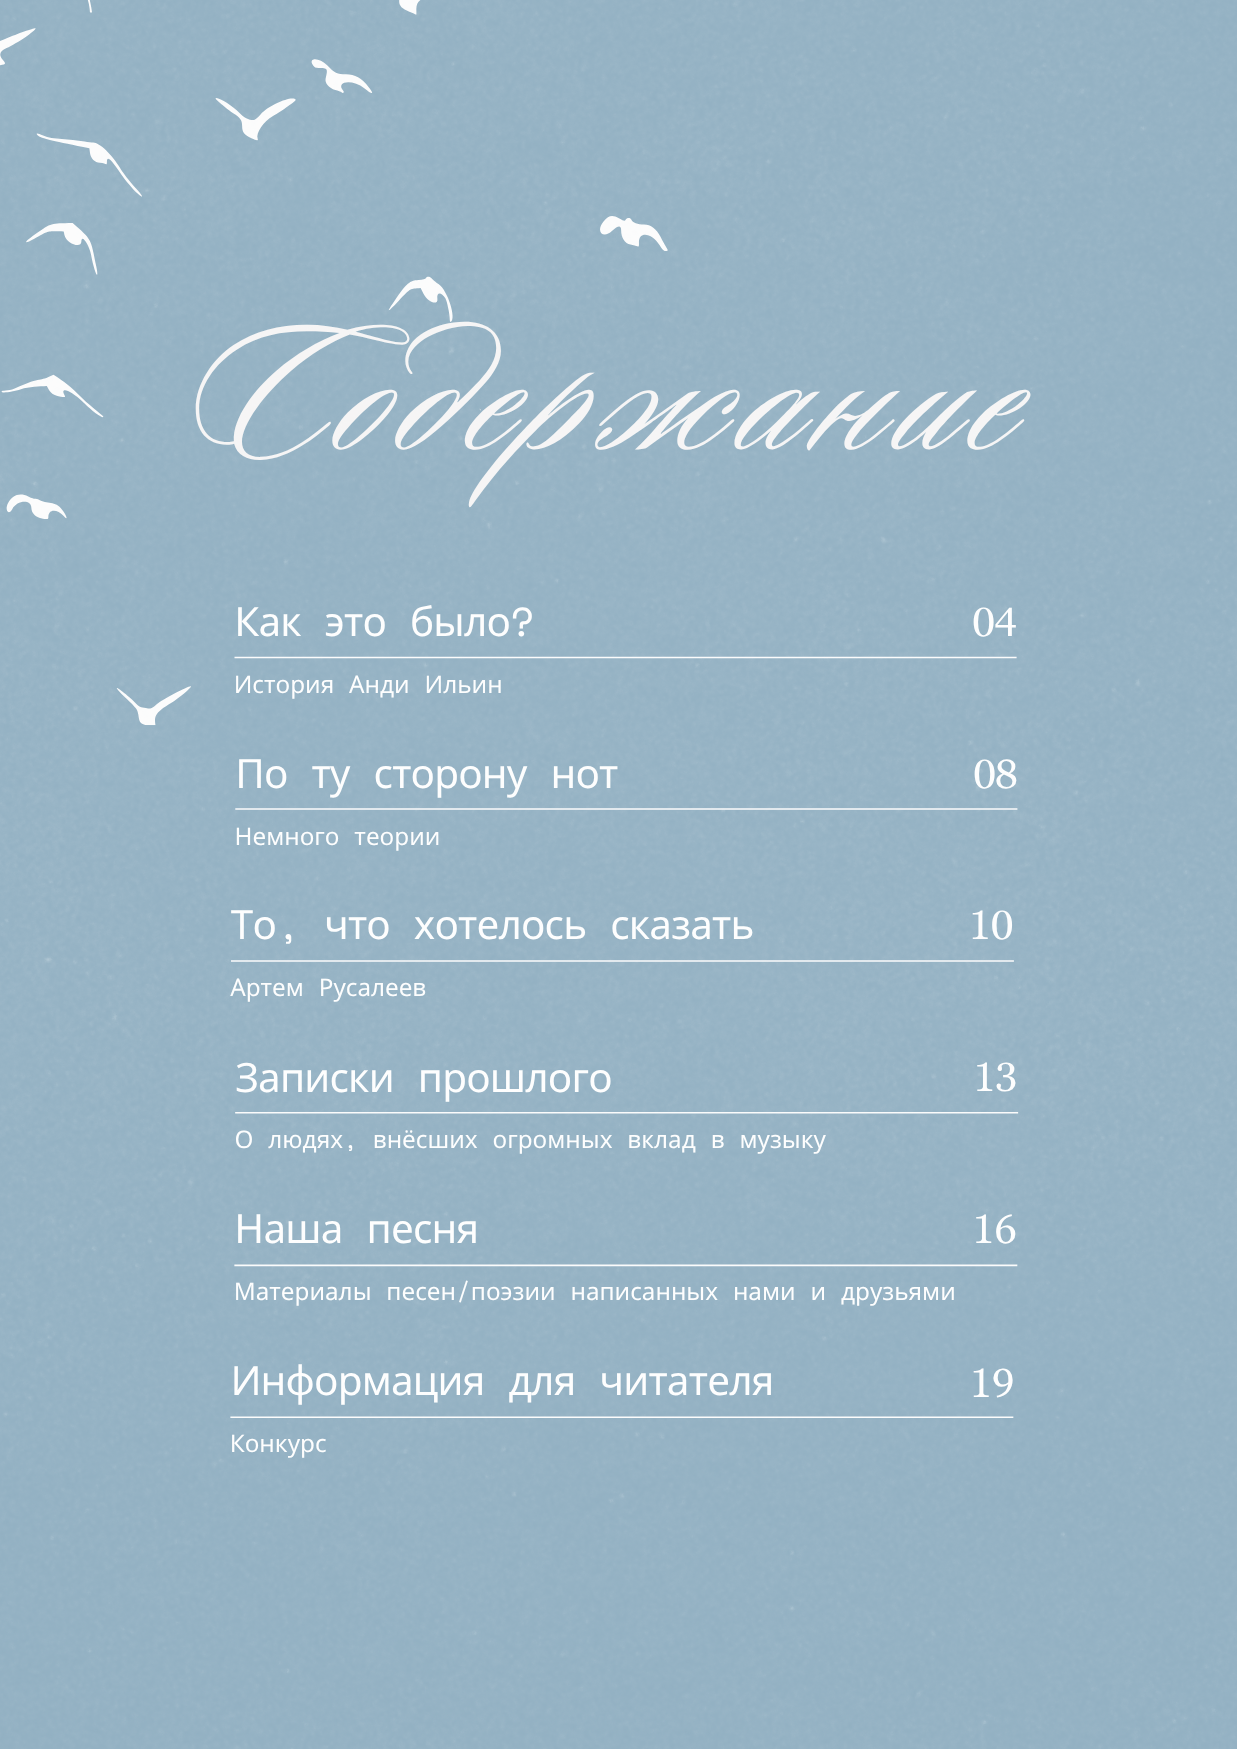 Содержание
Как это было? 04
История Анди Ильин
По ту сторону нот 08
Немного теории
То, что хотелось сказать 10
Артем Русалеев
Записки прошлого 13
О людях, внёсших огромных вклад в музыку
Наша песня 16
Материалы песен/поэзии написанных нами и друзьями
Информация для читателя 19
Конкурс